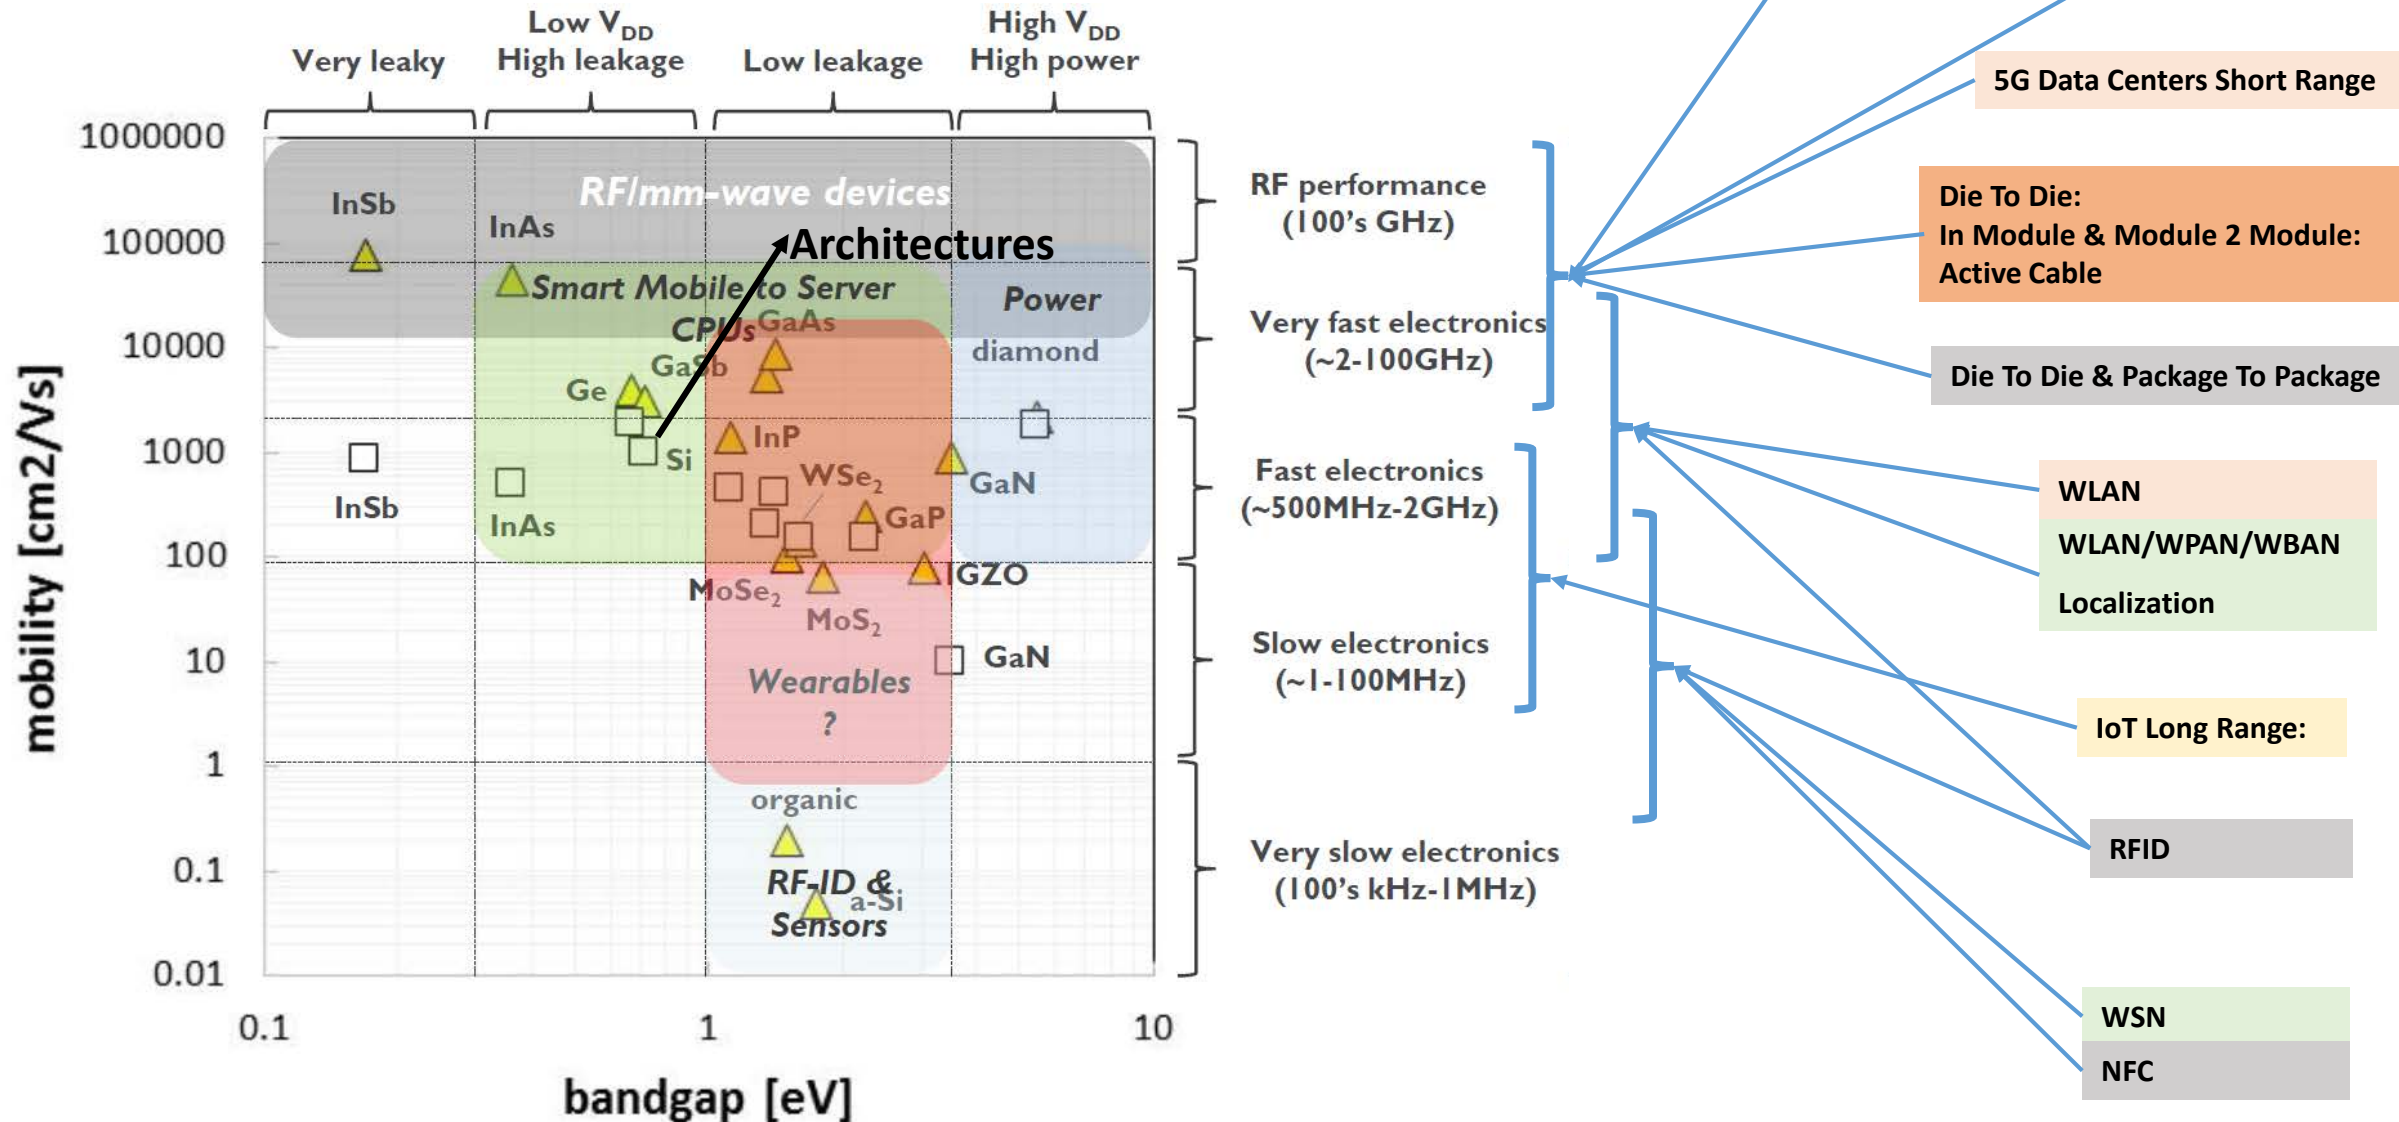 Low VDD
High leakage
High VDD
High power
Very leaky
Low leakage
1000000
100000
10000
1000
100
10
1
0.1
0.01
mobility [cm2/Vs]
0.1
1
10
bandgap [eV]
RF/mm-wave devices
InSb
InAs
Architectures
Smart Mobile to Server
CPUs
GaAs
Power
diamond
GaSb
Ge
Si
InP
WSe2
GaN
InSb
InAs
GaP
IGZO
MoSe2
MoS2
GaN
Wearables
?
organic
RF-ID &
a-Si
Sensors
RF performance
(100's GHz)
Very fast electronics
(~2-100GHz)
Fast electronics
(~500MHz-2GHz)
Slow electronics
(~1-100MHz)
Very slow electronics
(100's kHz-1MHz)
5G Data Centers Short Range
Die To Die:
In Module & Module 2 Module:
Active Cable
Die To Die & Package To Package
WLAN
WLAN/WPAN/WBAN
Localization
IoT Long Range:
RFID
WSN
NFC